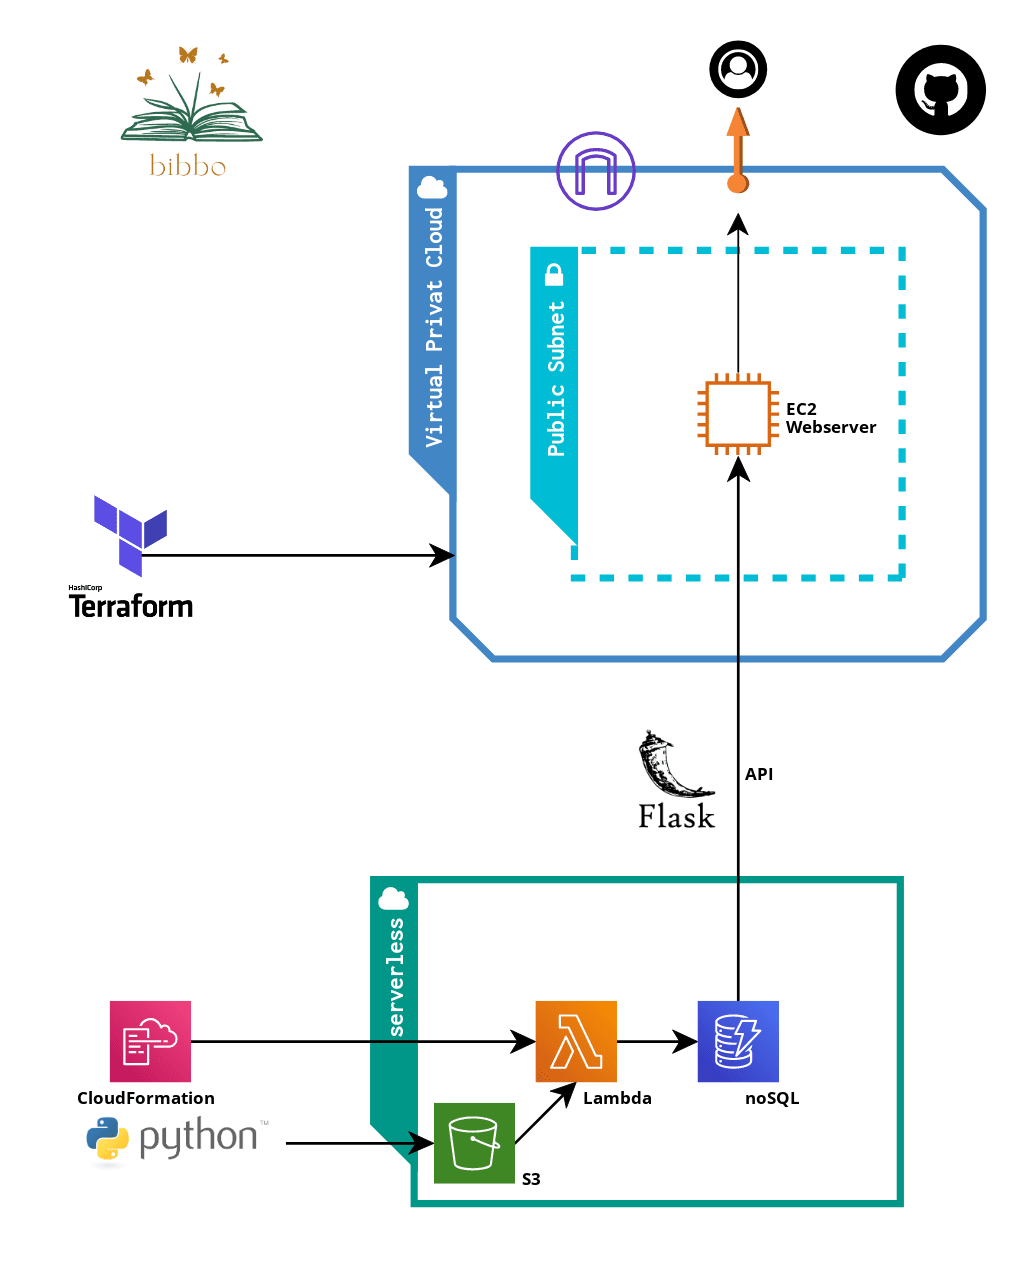 bibbo
Virtual Privat Cloud
Public Subnet
EC2
Webserver
HashiCorp
Terraform
API
Flask
serverless
CloudFormation
Lambda
noSQL
python™
S3